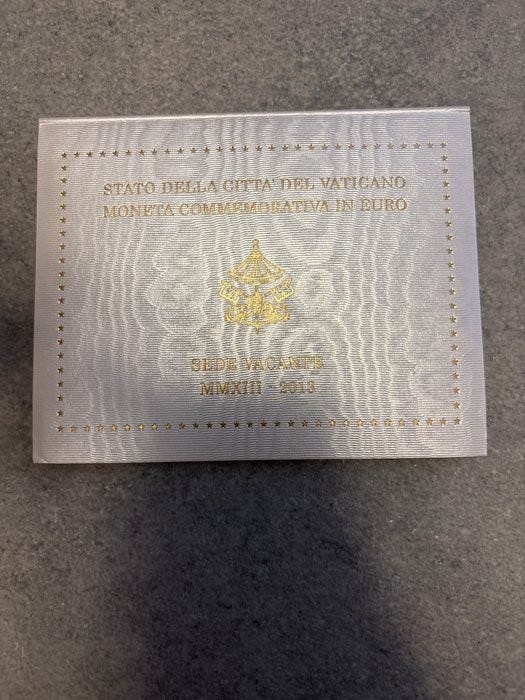 STATO DELLA CITTA' DEL VATICANO
MONETA COMMEMORATIVA IN EURO
SEDE VACANTE
MMXIII - 2013